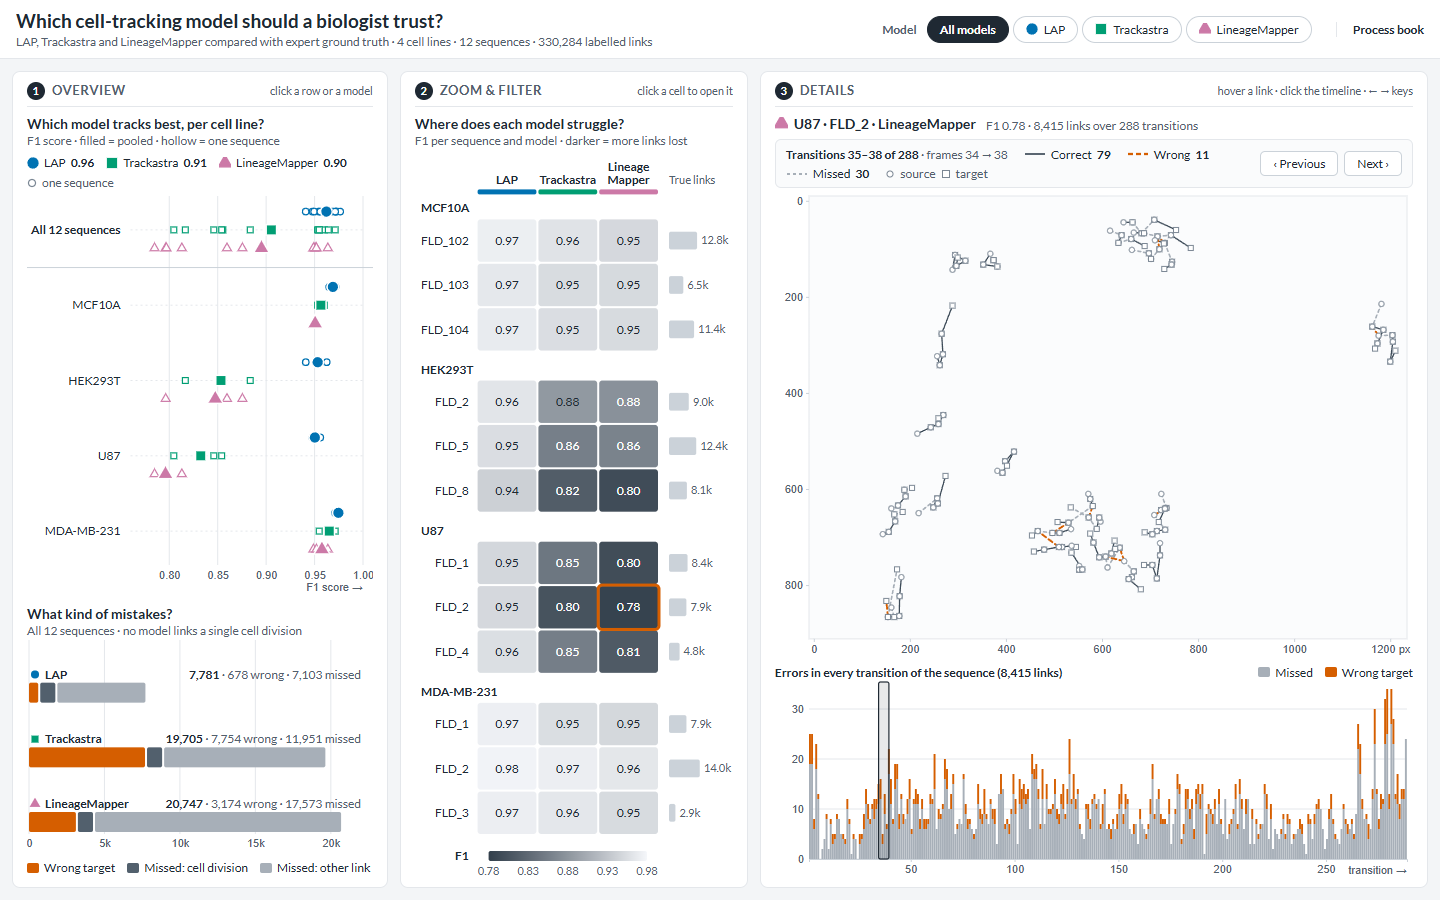 Which cell-tracking model should a biologist trust?
LAP, Trackastra and LineageMapper compared with expert ground truth · 4 cell lines · 12 sequences · 330,284 labelled links
Model All models LAP Trackastra LineageMapper Process book
1 OVERVIEW click a row or a model
Which model tracks best, per cell line?
F1 score · filled = pooled · hollow = one sequence
LAP 0.96 Trackastra 0.91 LineageMapper 0.90
one sequence
All 12 sequences
MCF10A
HEK293T
U87
MDA-MB-231
0.80 0.85 0.90 0.95 1.00
F1 score →
What kind of mistakes?
All 12 sequences · no model links a single cell division
LAP 7,781 · 678 wrong · 7,103 missed
Trackastra 19,705 · 7,754 wrong · 11,951 missed
LineageMapper 20,747 · 3,174 wrong · 17,573 missed
0 5k 10k 15k 20k
Wrong target Missed: cell division Missed: other link
2 ZOOM & FILTER click a cell to open it
Where does each model struggle?
F1 per sequence and model · darker = more links lost
LAP Trackastra Lineage Mapper True links
MCF10A
FLD_102 0.97 0.96 0.95 12.8k
FLD_103 0.97 0.95 0.95 6.5k
FLD_104 0.97 0.95 0.95 11.4k
HEK293T
FLD_2 0.96 0.88 0.88 9.0k
FLD_5 0.95 0.86 0.86 12.4k
FLD_8 0.94 0.82 0.80 8.1k
U87
FLD_1 0.95 0.85 0.80 8.4k
FLD_2 0.95 0.80 0.78 7.9k
FLD_4 0.96 0.85 0.81 4.8k
MDA-MB-231
FLD_1 0.97 0.95 0.95 7.9k
FLD_2 0.98 0.97 0.96 14.0k
FLD_3 0.97 0.96 0.95 2.9k
F1
0.78 0.83 0.88 0.93 0.98
3 DETAILS hover a link · click the timeline · ← → keys
U87 · FLD_2 · LineageMapper F1 0.78 · 8,415 links over 288 transitions
Transitions 35–38 of 288 · frames 34 → 38 Correct 79 Wrong 11
Missed 30 source target
‹ Previous Next ›
0
200
400
600
800
0 200 400 600 800 1000 1200 px
Errors in every transition of the sequence (8,415 links) Missed Wrong target
30
20
10
0
50 100 150 200 250 transition →